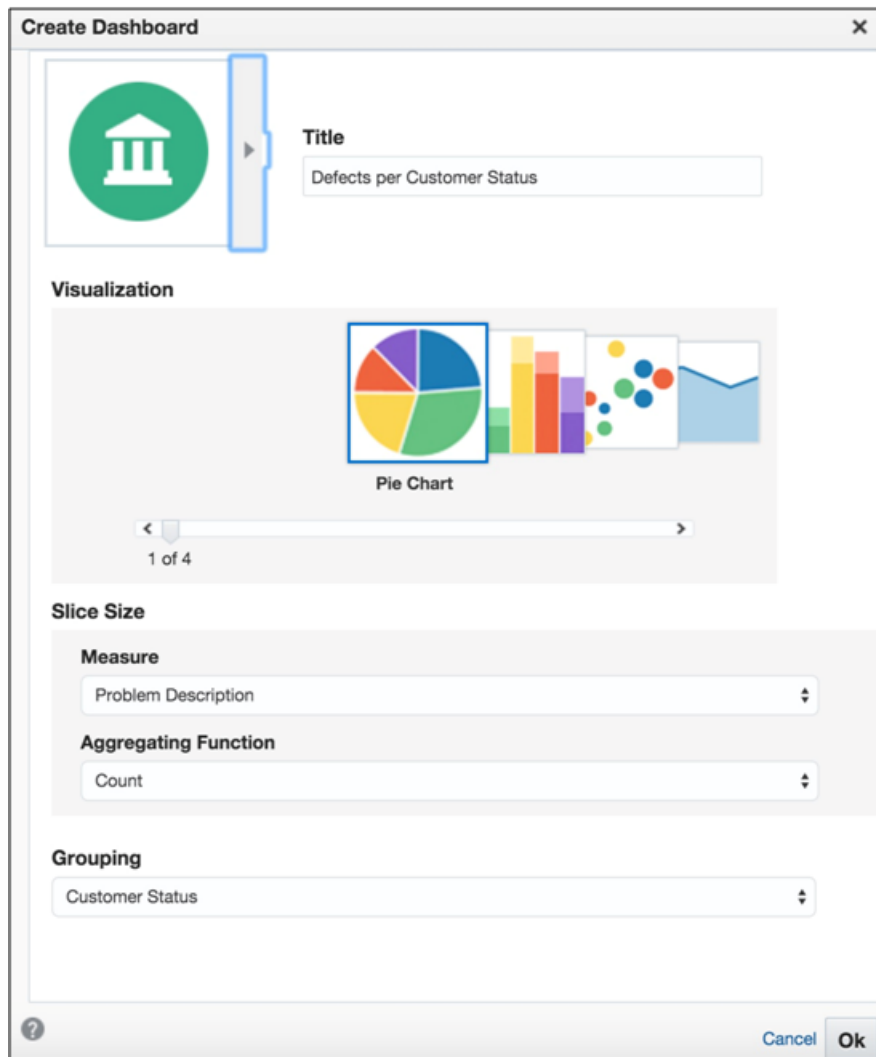 Create Dashboard
Title
Defects per Customer Status
Visualization
Pie Chart
1 of 4
Slice Size
Measure
Problem Description
Aggregating Function
Count
Grouping
Customer Status
Cancel Ok